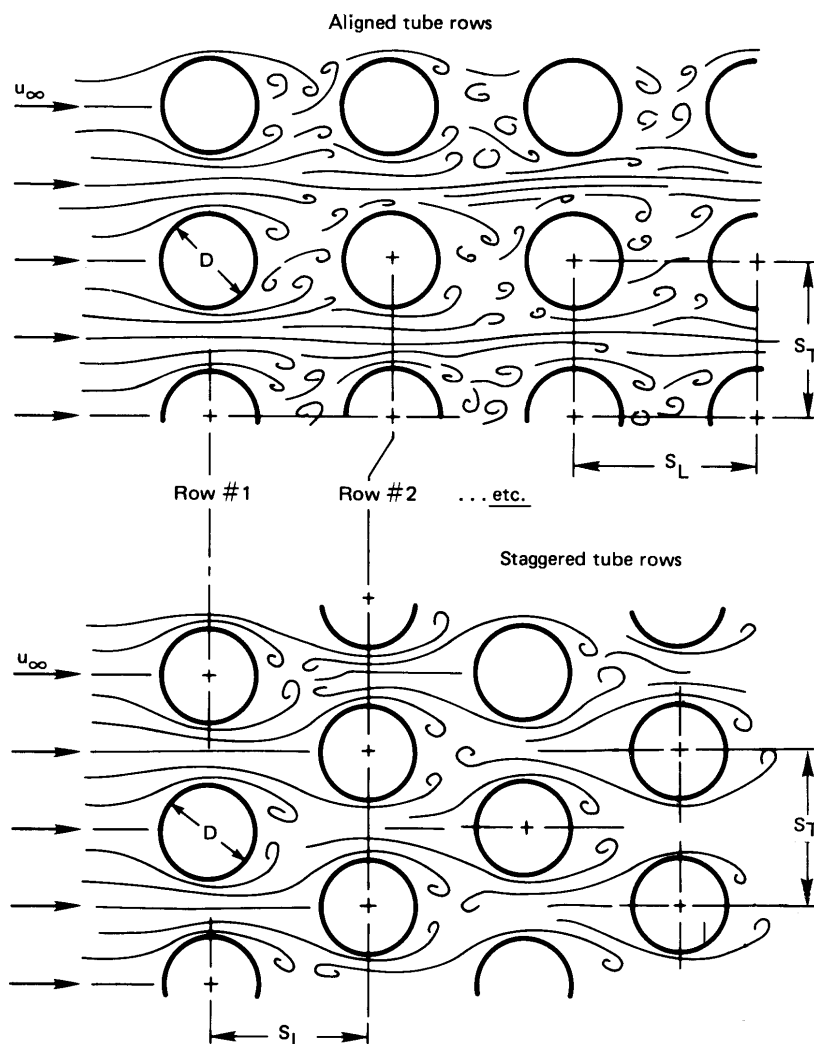 Aligned tube rows
u∞
D
S_T
S_L
Row #1
Row #2
...etc.
Staggered tube rows
u∞
D
S_T
S_L